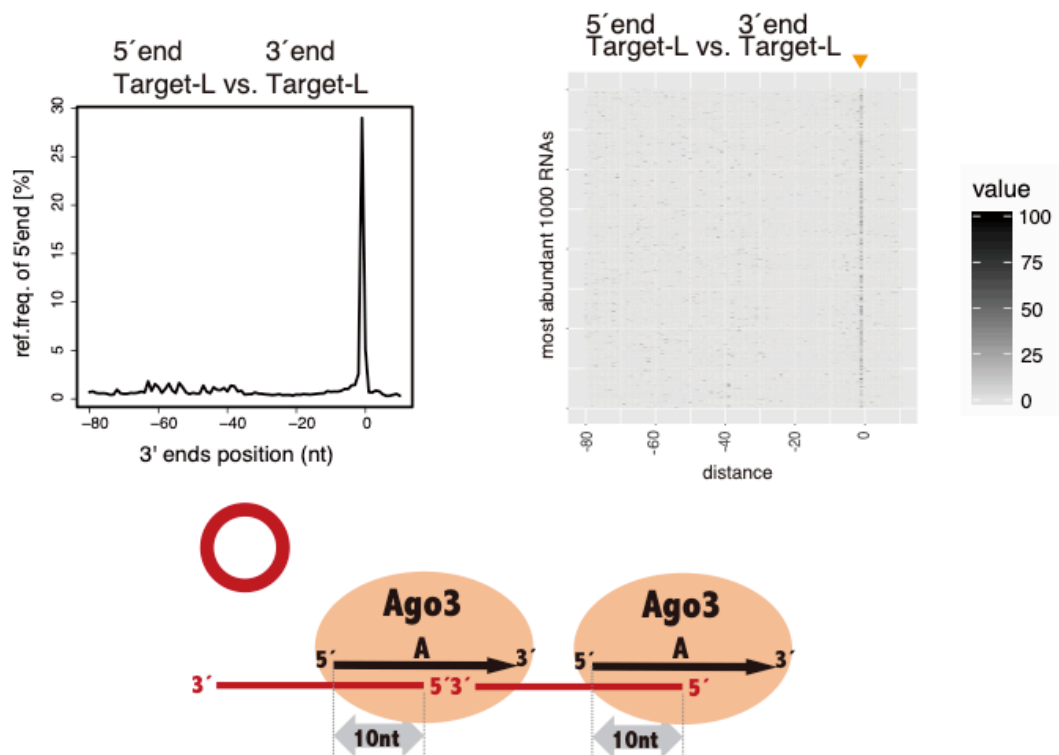 5´end 3´end
Target-L vs. Target-L
30
25
20
15
10
5
0
ref.freq. of 5'end [%]
−80 −60 −40 −20 0
3' ends position (nt)
5´end 3´end
Target-L vs. Target-L
most abundant 1000 RNAs
-80 -60 -40 -20 0
distance
value
100
75
50
25
0
Ago3 Ago3
A A
5´ 3´ 5´ 3´
3´ 5´3´ 5´
10nt 10nt